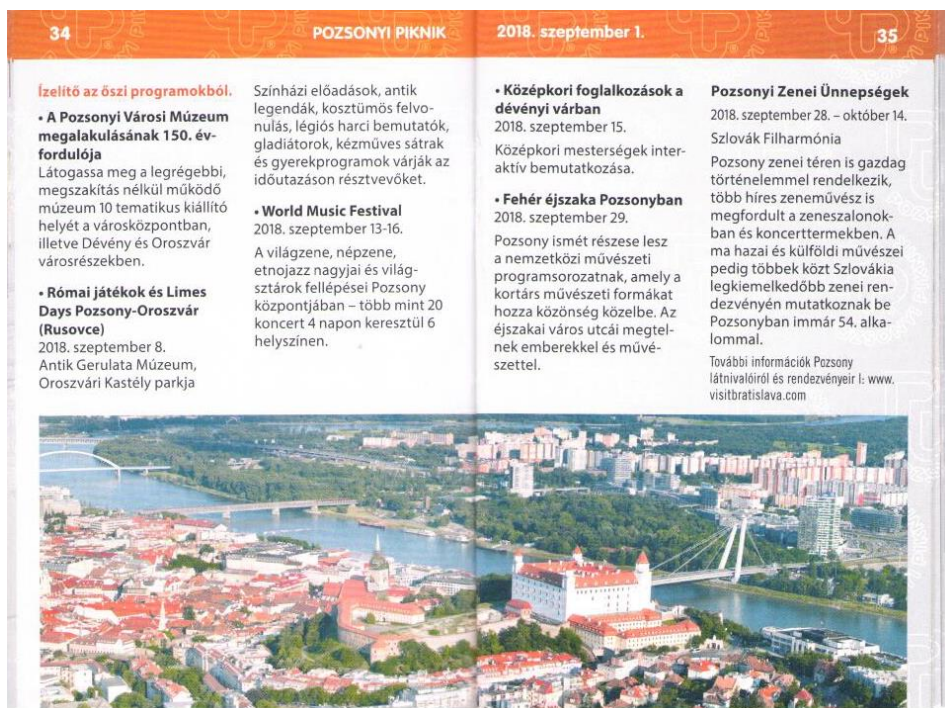 34
POZSONYI PIKNIK
2018. szeptember 1.
35
Ízelítő az őszi programokból.
• A Pozsonyi Városi Múzeum
megalakulásának 150. év-
fordulója
Látogassa meg a legrégebbi,
megszakítás nélkül működő
múzeum 10 tematikus kiállító
helyét a városközpontban,
illetve Dévény és Oroszvár
városrészekben.
• Római játékok és Limes
Days Pozsony-Oroszvár
(Rusovce)
2018. szeptember 8.
Antik Gerulata Múzeum,
Oroszvári Kastély parkja
Színházi előadások, antik
legendák, kosztümös felvo-
nulás, légiós harci bemutatók,
gladiátorok, kézműves sátrak
és gyerekprogramok várják az
időutazáson résztvevőket.
• World Music Festival
2018. szeptember 13-16.
A világzene, népzene,
etnojazz nagyjai és világ-
sztárok fellépései Pozsony
központjában – több mint 20
koncert 4 napon keresztül 6
helyszínen.
• Középkori foglalkozások a
dévényi várban
2018. szeptember 15.
Középkori mesterségek inter-
aktív bemutatkozása.
• Fehér éjszaka Pozsonyban
2018. szeptember 29.
Pozsony ismét részese lesz
a nemzetközi művészeti
programsorozatnak, amely a
kortárs művészeti formákat
hozza közönség közelbe. Az
éjszakai város utcái megtel-
nek emberekkel és művé-
szettel.
Pozsonyi Zenei Ünnepségek
2018. szeptember 28. – október 14.
Szlovák Filharmónia
Pozsony zenei téren is gazdag
történelemmel rendelkezik,
több híres zeneművész is
megfordult a zeneszalonok-
ban és koncerttermekben. A
ma hazai és külföldi művészei
pedig többek közt Szlovákia
legkiemelkedőbb zenei ren-
dezvényén mutatkoznak be
Pozsonyban immár 54. alka-
lommal.
További információk Pozsony
látnivalóiról és rendezvényeir l: www.
visitbratislava.com